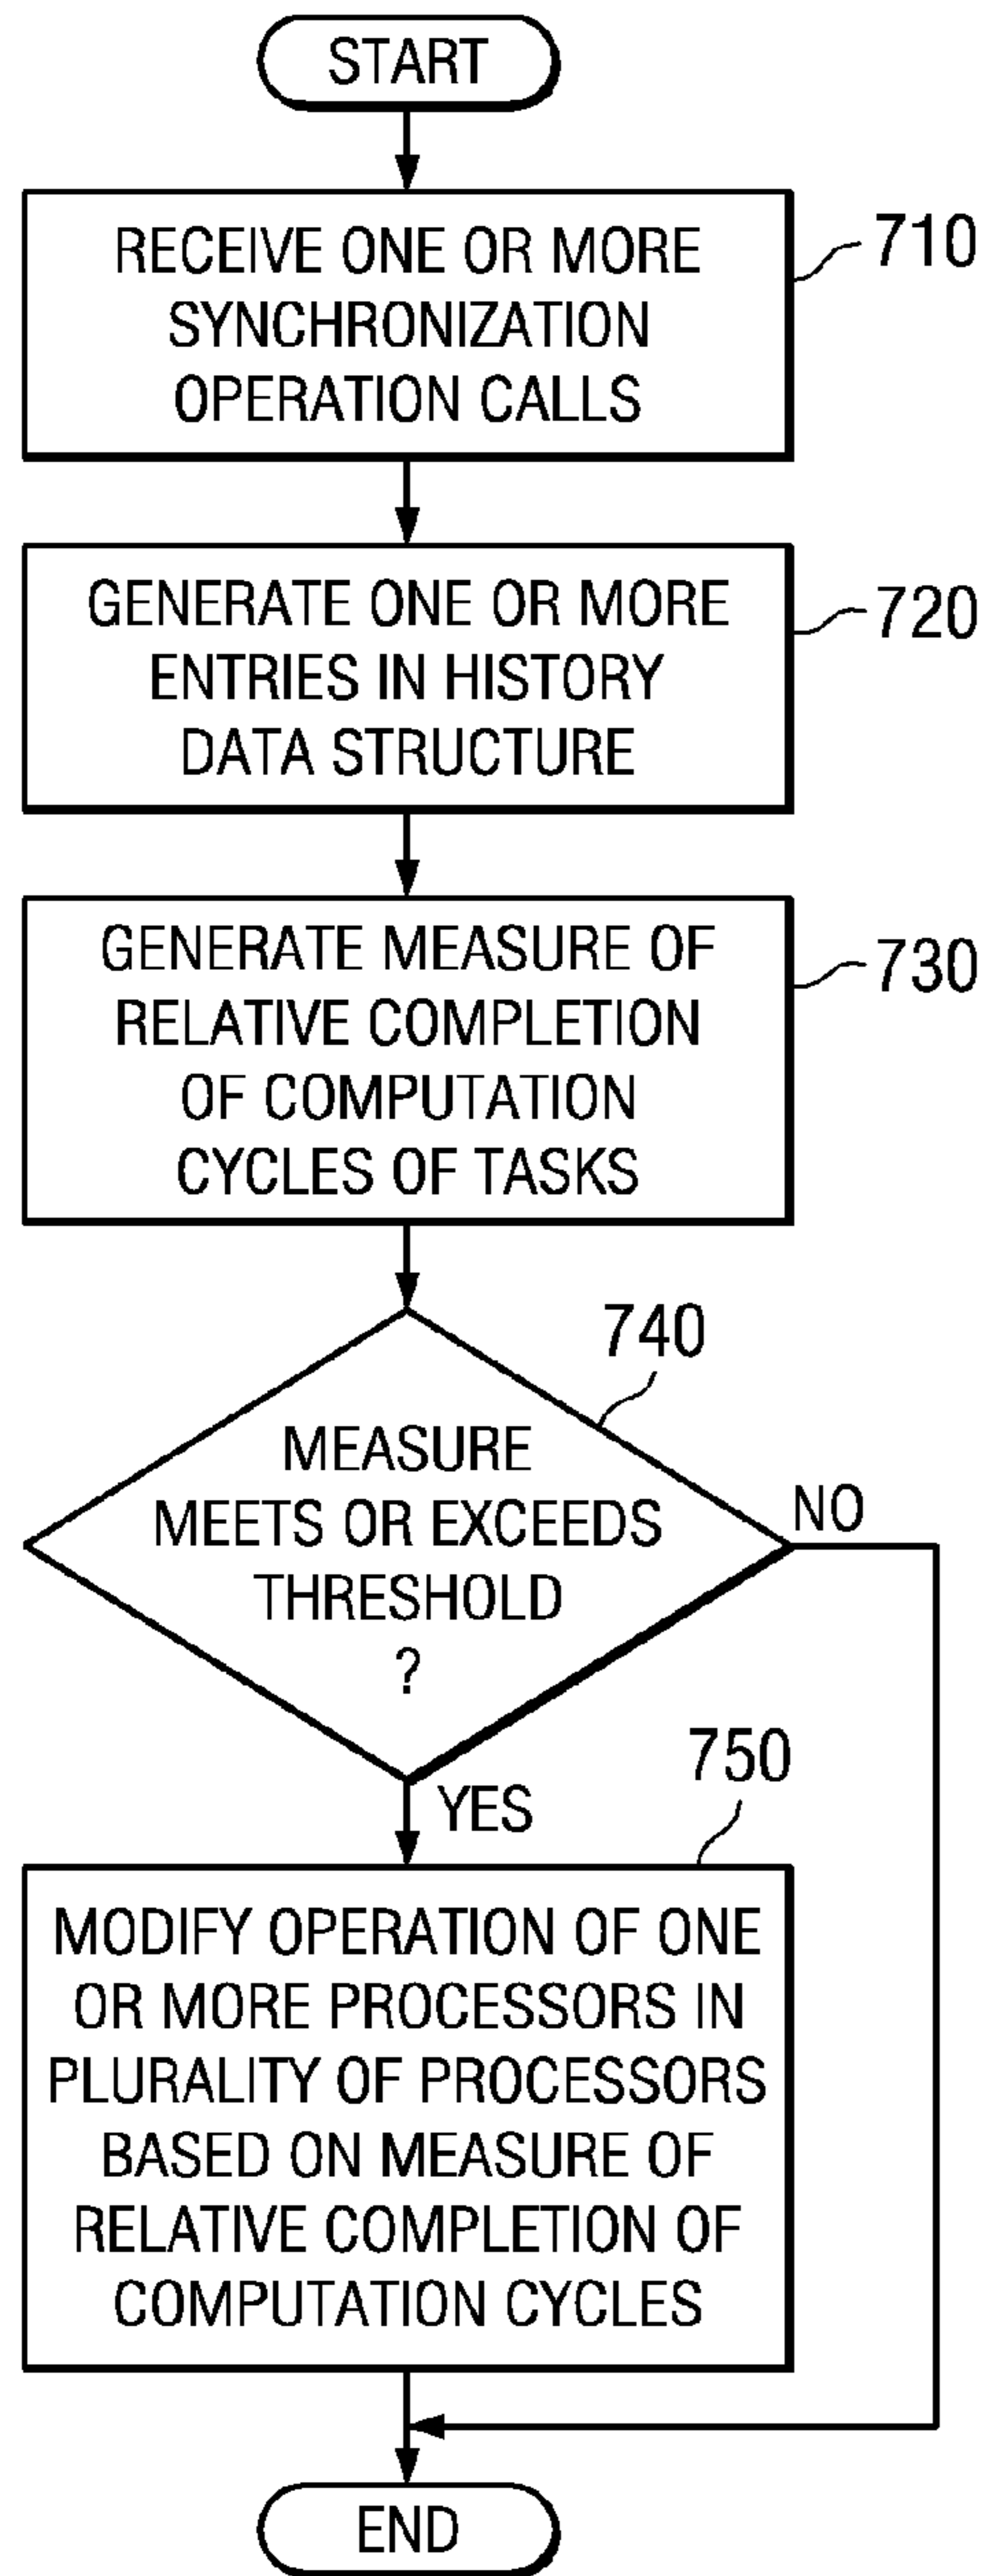 START
RECEIVE ONE OR MORE
SYNCHRONIZATION
OPERATION CALLS
710
GENERATE ONE OR MORE
ENTRIES IN HISTORY
DATA STRUCTURE
720
GENERATE MEASURE OF
RELATIVE COMPLETION
OF COMPUTATION
CYCLES OF TASKS
730
740
MEASURE
MEETS OR EXCEEDS
THRESHOLD
?
NO
YES
750
MODIFY OPERATION OF ONE
OR MORE PROCESSORS IN
PLURALITY OF PROCESSORS
BASED ON MEASURE OF
RELATIVE COMPLETION OF
COMPUTATION CYCLES
END